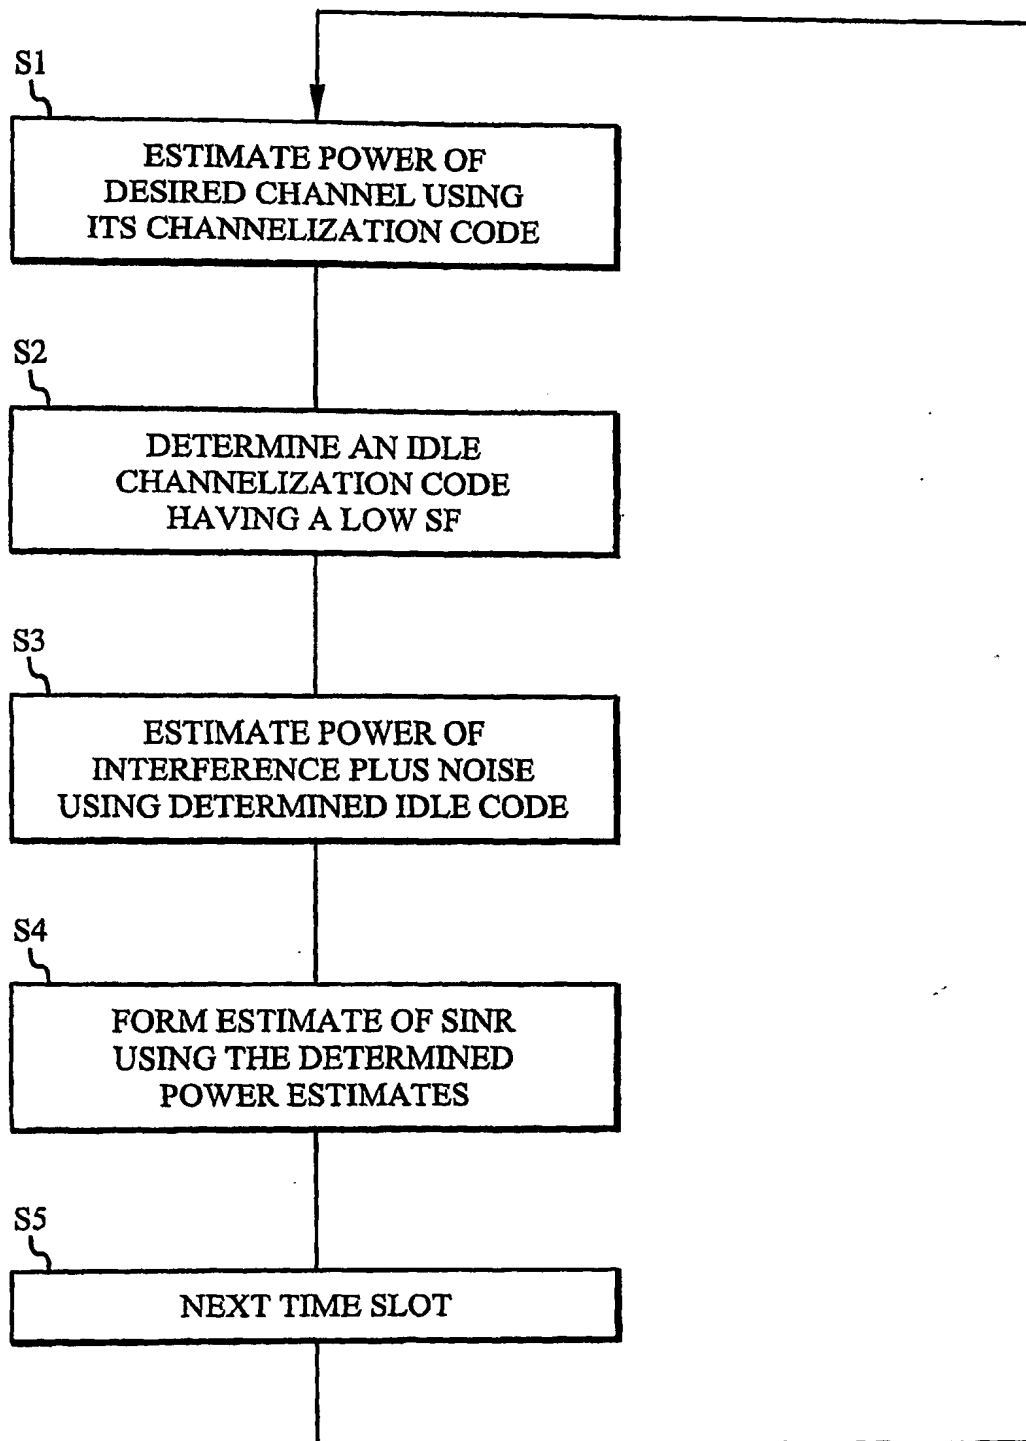 S1
ESTIMATE POWER OF
DESIRED CHANNEL USING
ITS CHANNELIZATION CODE
S2
DETERMINE AN IDLE
CHANNELIZATION CODE
HAVING A LOW SF
S3
ESTIMATE POWER OF
INTERFERENCE PLUS NOISE
USING DETERMINED IDLE CODE
S4
FORM ESTIMATE OF SINR
USING THE DETERMINED
POWER ESTIMATES
S5
NEXT TIME SLOT